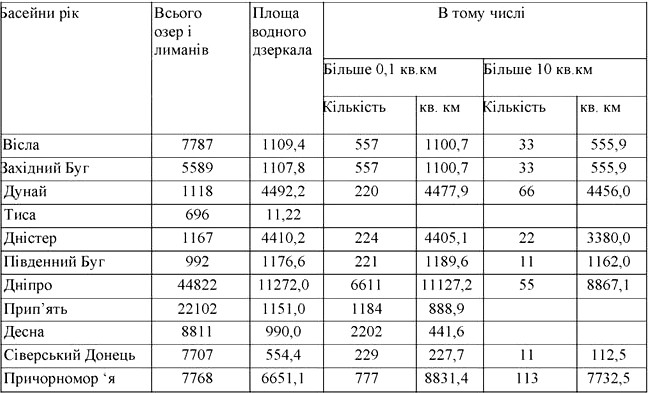 Басейни рік Всього озер і лиманів Площа водного дзеркала В тому числі
Більше 0,1 кв.км Більше 10 кв.км
Кількість кв. км Кількість кв. км
Вісла 7787 1109,4 557 1100,7 33 555,9
Західний Буг 5589 1107,8 557 1100,7 33 555,9
Дунай 1118 4492,2 220 4477,9 66 4456,0
Тиса 696 11,22
Дністер 1167 4410,2 224 4405,1 22 3380,0
Південний Буг 992 1176,6 221 1189,6 11 1162,0
Дніпро 44822 11272,0 6611 11127,2 55 8867,1
Прип’ять 22102 1151,0 1184 888,9
Десна 8811 990,0 2202 441,6
Сіверський Донець 7707 554,4 229 227,7 11 112,5
Причорномор ‘я 7768 6651,1 777 8831,4 113 7732,5